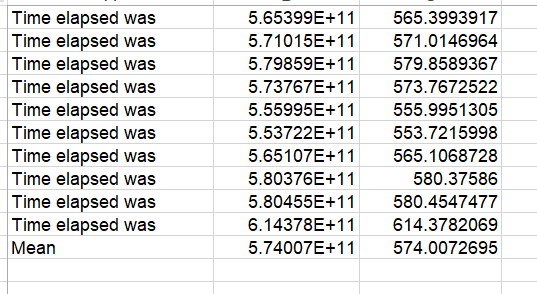 Time elapsed was 5.65399E+11 565.3993917
Time elapsed was 5.71015E+11 571.0146964
Time elapsed was 5.79859E+11 579.8589367
Time elapsed was 5.73767E+11 573.7672522
Time elapsed was 5.55995E+11 555.9951305
Time elapsed was 5.53722E+11 553.7215998
Time elapsed was 5.65107E+11 565.1068728
Time elapsed was 5.80376E+11 580.37586
Time elapsed was 5.80455E+11 580.4547477
Time elapsed was 6.14378E+11 614.3782069
Mean 5.74007E+11 574.0072695